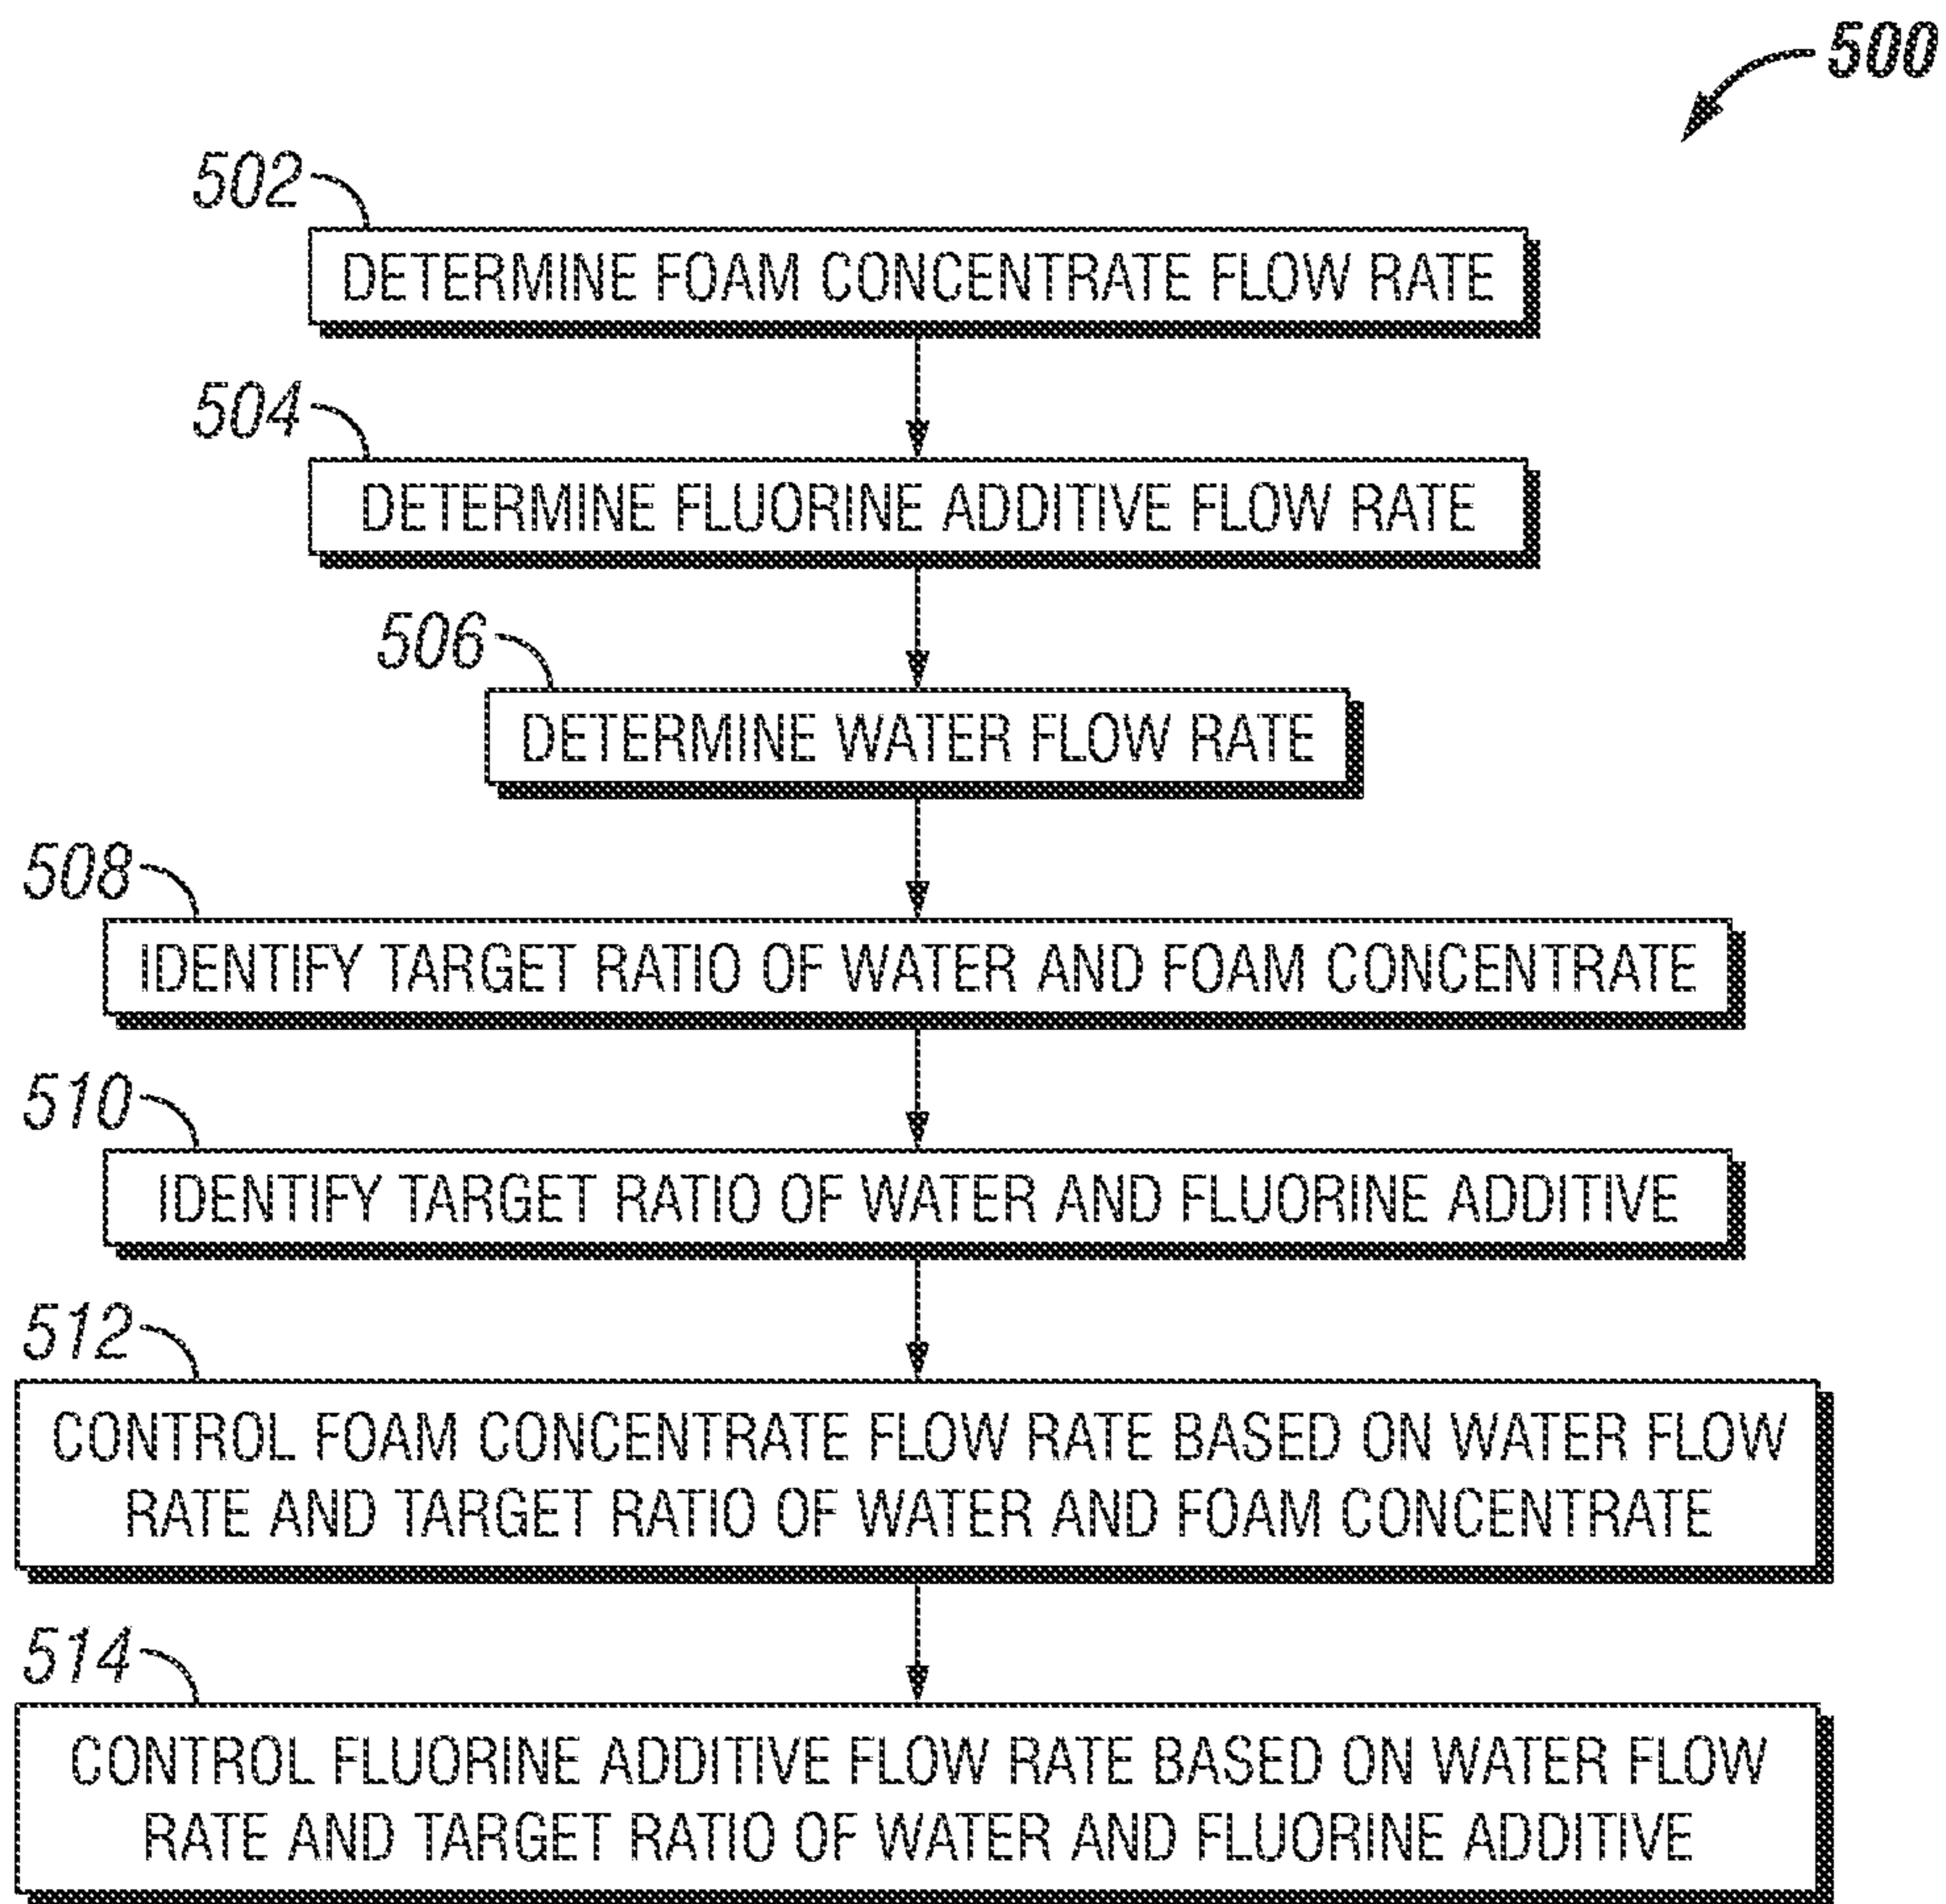 500
502
DETERMINE FOAM CONCENTRATE FLOW RATE
504
DETERMINE FLUORINE ADDITIVE FLOW RATE
506
DETERMINE WATER FLOW RATE
508
IDENTIFY TARGET RATIO OF WATER AND FOAM CONCENTRATE
510
IDENTIFY TARGET RATIO OF WATER AND FLUORINE ADDITIVE
512
CONTROL FOAM CONCENTRATE FLOW RATE BASED ON WATER FLOW
RATE AND TARGET RATIO OF WATER AND FOAM CONCENTRATE
514
CONTROL FLUORINE ADDITIVE FLOW RATE BASED ON WATER FLOW
RATE AND TARGET RATIO OF WATER AND FLUORINE ADDITIVE